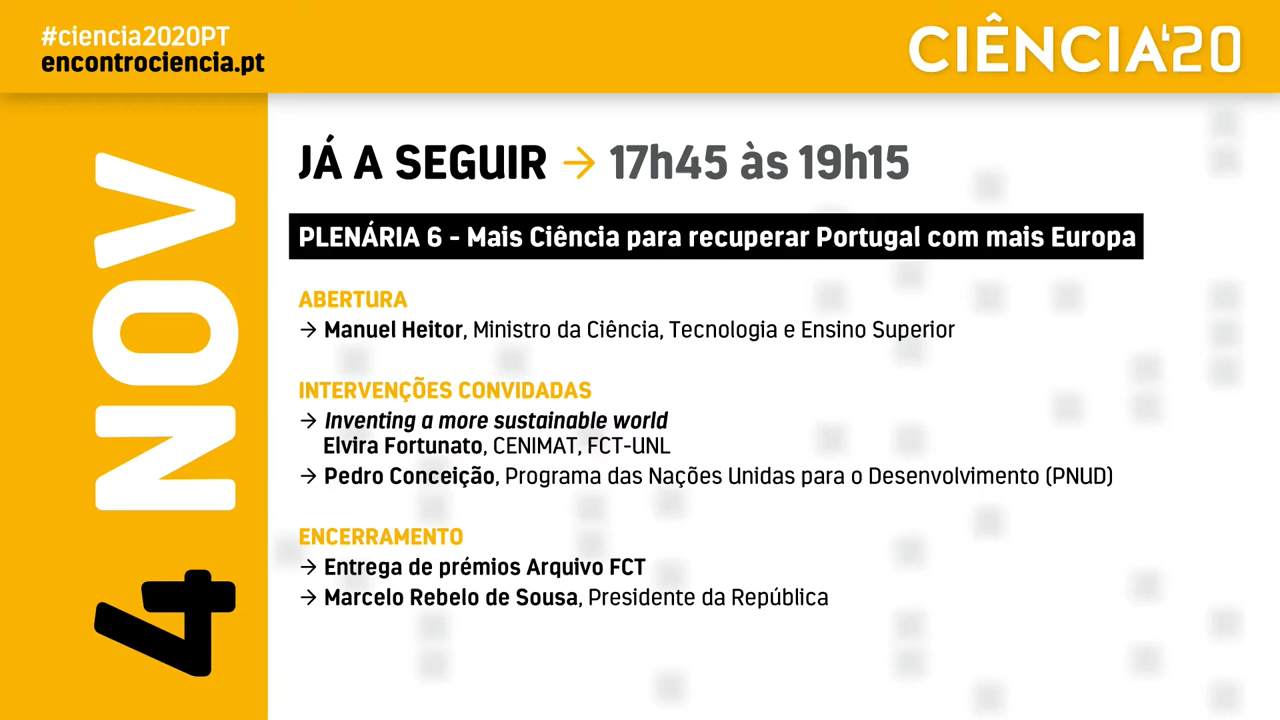 #ciencia2020PT
encontrociencia.pt
CIÊNCIA'20
4 NOV
JÁ A SEGUIR → 17h45 às 19h15
PLENÁRIA 6 - Mais Ciência para recuperar Portugal com mais Europa
ABERTURA
→ Manuel Heitor, Ministro da Ciência, Tecnologia e Ensino Superior
INTERVENÇÕES CONVIDADAS
→ Inventing a more sustainable world
Elvira Fortunato, CENIMAT, FCT-UNL
→ Pedro Conceição, Programa das Nações Unidas para o Desenvolvimento (PNUD)
ENCERRAMENTO
→ Entrega de prémios Arquivo FCT
→ Marcelo Rebelo de Sousa, Presidente da República